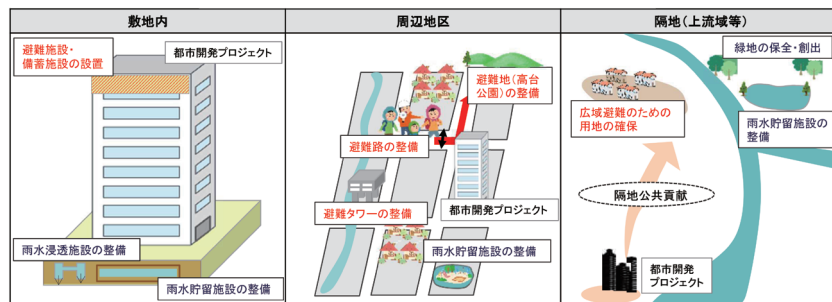 敷地内
避難施設・
備蓄施設の設置
都市開発プロジェクト
雨水浸透施設の整備
雨水貯留施設の整備
周辺地区
避難地(高台
公園)の整備
避難路の整備
避難タワーの整備
都市開発プロジェクト
雨水貯留施設の整備
隔地(上流域等)
緑地の保全・創出
広域避難のための
用地の確保
雨水貯留施設の
整備
隔地公共貢献
都市開発
プロジェクト